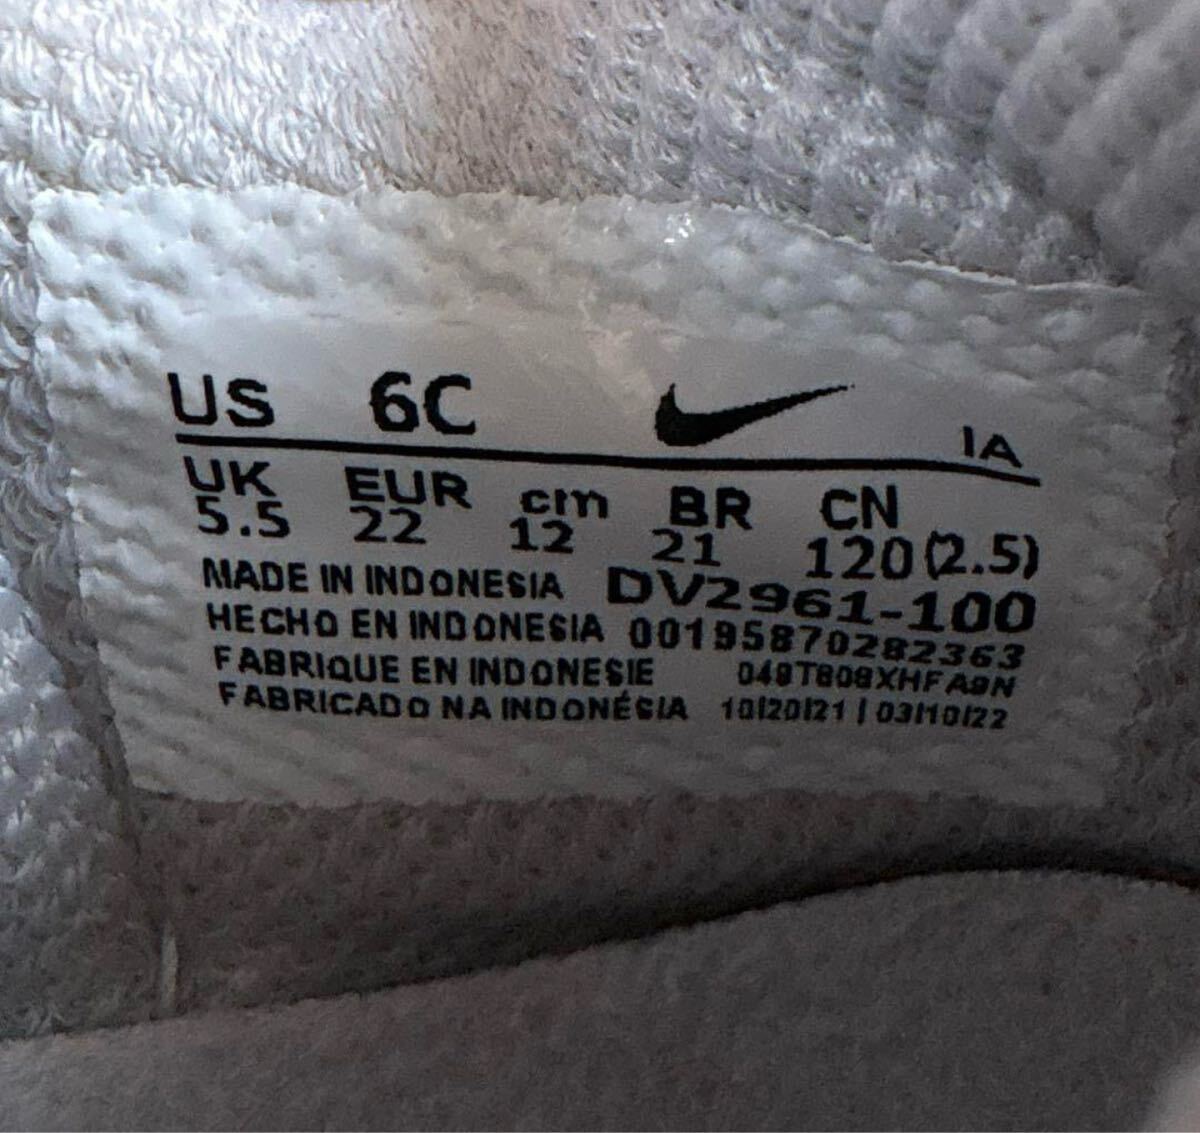 US 6C IA
UK EUR cm BR CN
5.5 22 12 21 120(2.5)
MADE IN INDONESIA DV2961-100
HECHO EN INDONESIA 00195870282363
FABRIQUE EN INDONESIE
FABRICADO NA INDONÉSIA 10/20/21 | 03/10/22